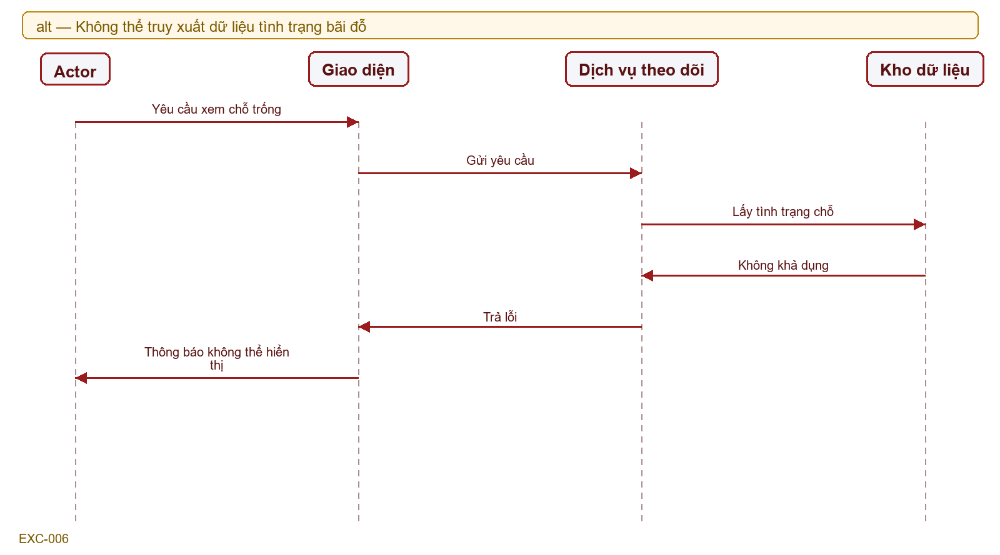 alt — Không thể truy xuất dữ liệu tình trạng bãi đỗ
Actor
Giao diện
Dịch vụ theo dõi
Kho dữ liệu
Yêu cầu xem chỗ trống
Gửi yêu cầu
Lấy tình trạng chỗ
Không khả dụng
Trả lỗi
Thông báo không thể hiển
thị
EXC-006